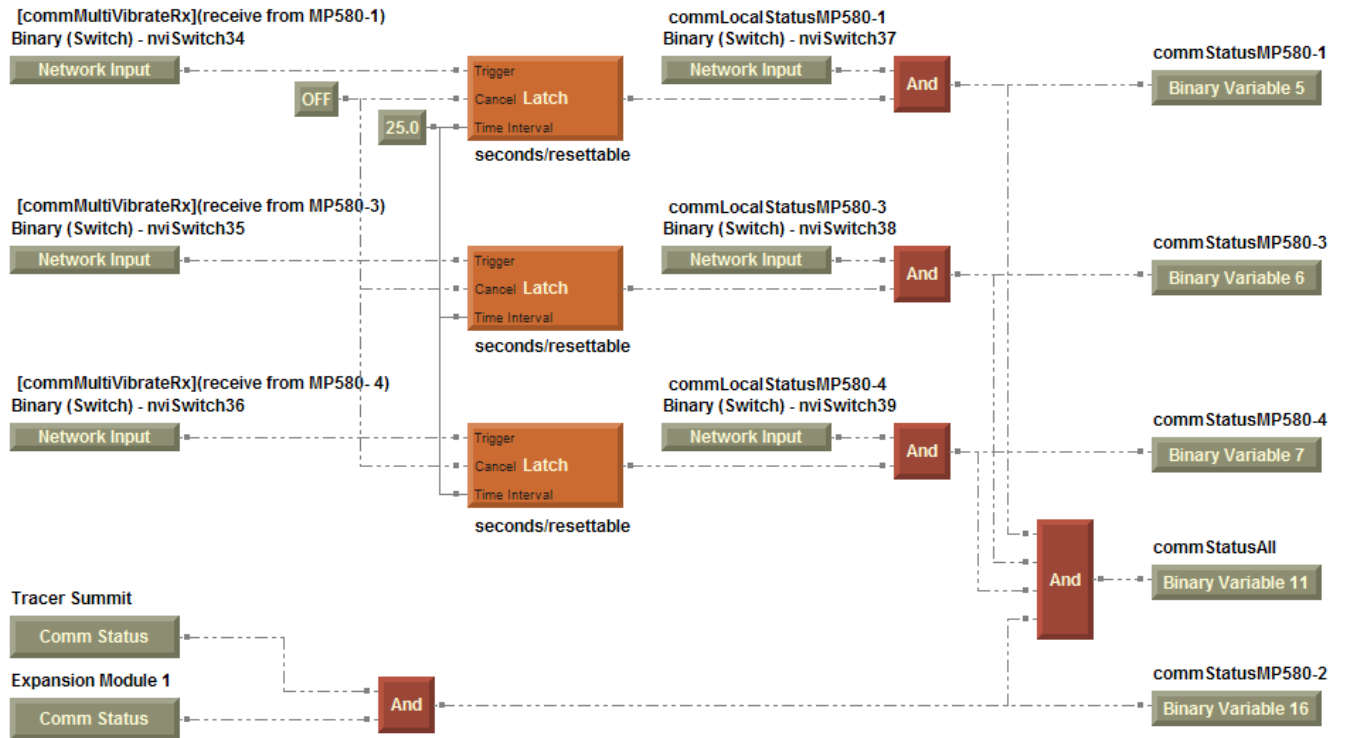 [commMultiVibrateRx](receive from MP580-1)
Binary (Switch) - nviSwitch34
Network Input
OFF
25.0
Trigger
Cancel Latch
Time Interval
seconds/resettable
commLocalStatusMP580-1
Binary (Switch) - nviSwitch37
Network Input
And
commStatusMP580-1
Binary Variable 5
[commMultiVibrateRx](receive from MP580-3)
Binary (Switch) - nviSwitch35
Network Input
Trigger
Cancel Latch
Time Interval
seconds/resettable
commLocalStatusMP580-3
Binary (Switch) - nviSwitch38
Network Input
And
commStatusMP580-3
Binary Variable 6
[commMultiVibrateRx](receive from MP580- 4)
Binary (Switch) - nviSwitch36
Network Input
Trigger
Cancel Latch
Time Interval
seconds/resettable
commLocalStatusMP580-4
Binary (Switch) - nviSwitch39
Network Input
And
commStatusMP580-4
Binary Variable 7
And
commStatusAll
Binary Variable 11
Tracer Summit
Comm Status
Expansion Module 1
Comm Status
And
commStatusMP580-2
Binary Variable 16